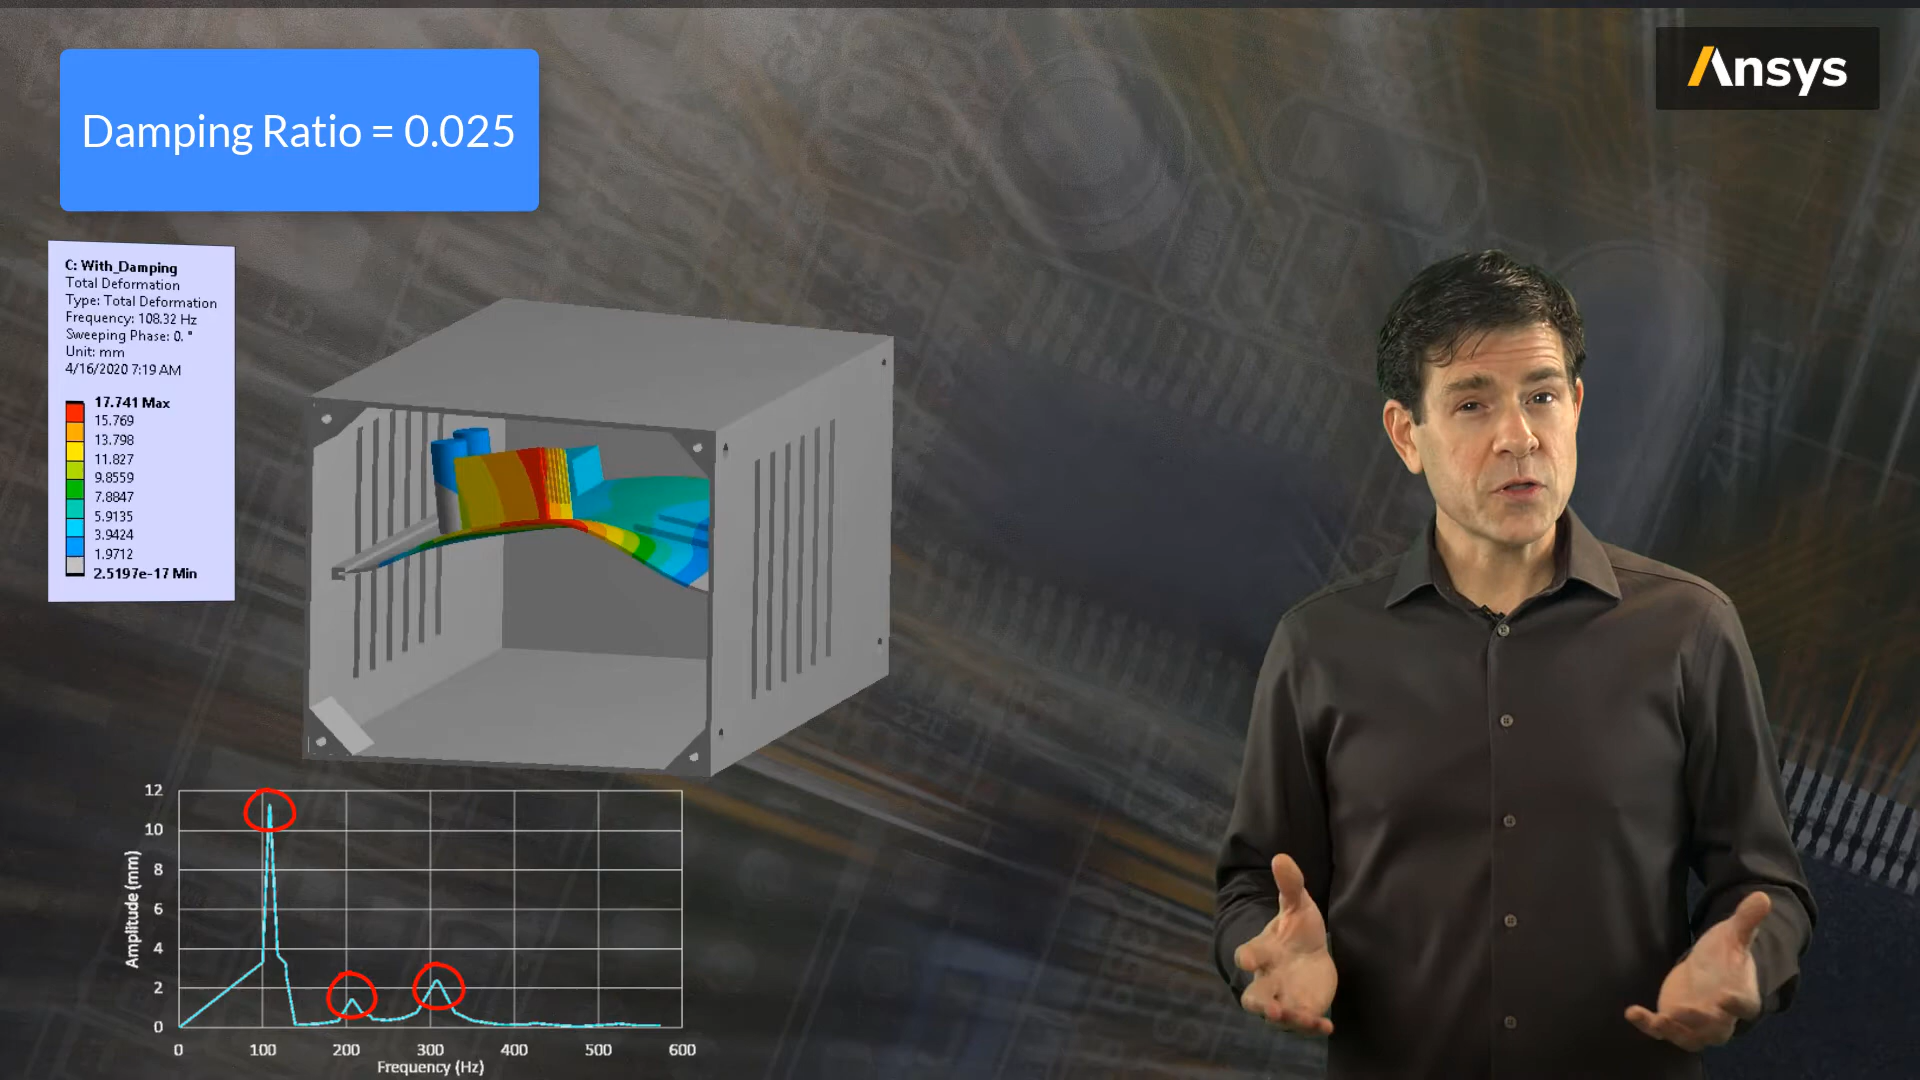 Ansys
Damping Ratio = 0.025
C: With_Damping
Total Deformation
Type: Total Deformation
Frequency: 108.32 Hz
Sweeping Phase: 0. °
Unit: mm
4/16/2020 7:19 AM
17.741 Max
15.769
13.798
11.827
9.8559
7.8847
5.9135
3.9424
1.9712
2.5197e-17 Min
12
10
8
6
4
2
0
Amplitude (mm)
0 100 200 300 400 500 600
Frequency (Hz)